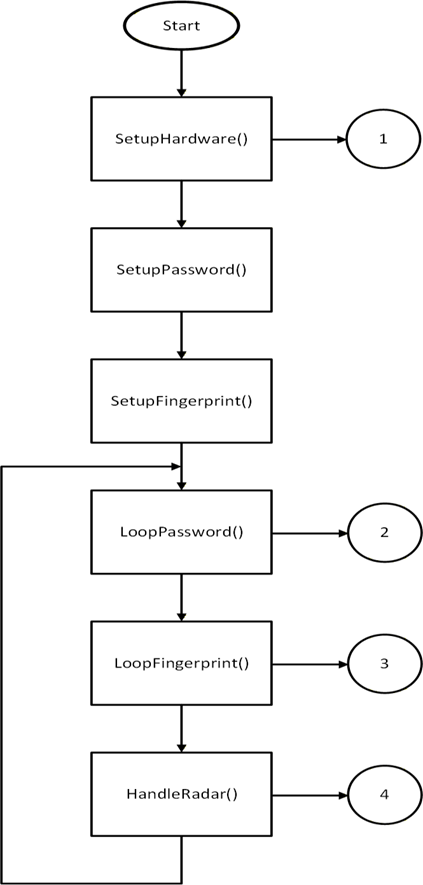 Start
SetupHardware()
1
SetupPassword()
SetupFingerprint()
LoopPassword()
2
LoopFingerprint()
3
HandleRadar()
4